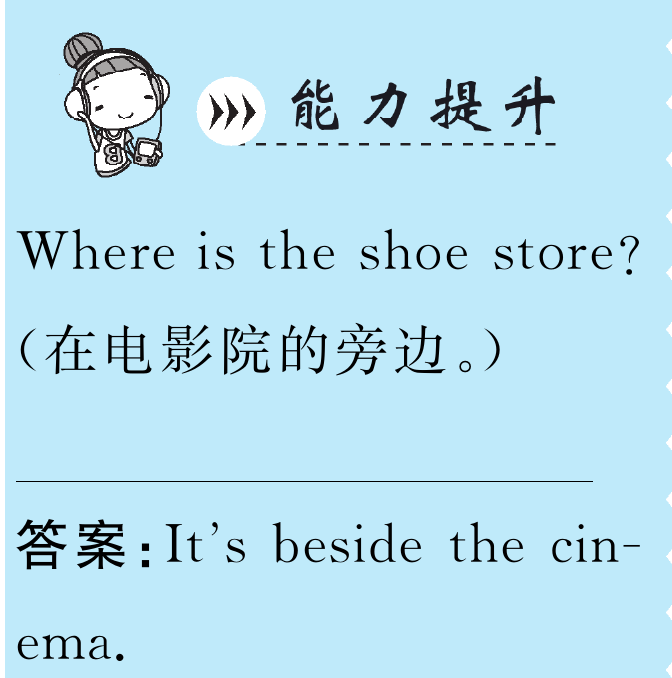 能力提升
Where is the shoe store?
（在电影院的旁边。）
答案:It's beside the cin-
ema.